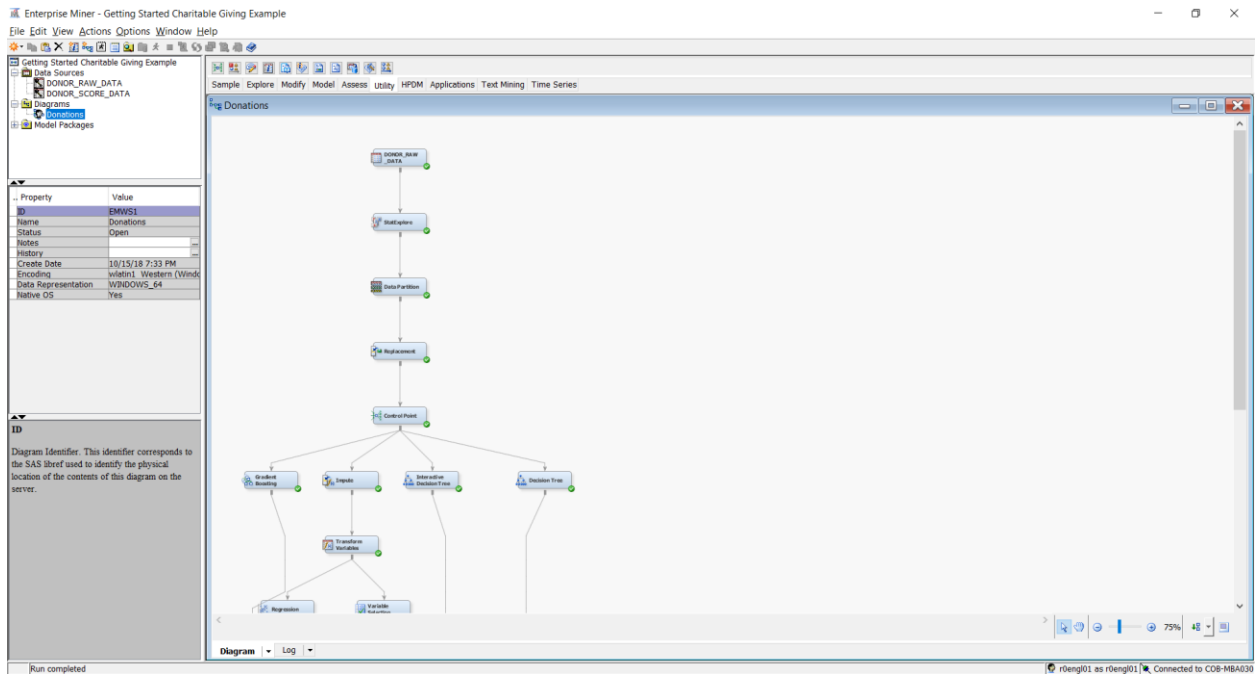 Enterprise Miner - Getting Started Charitable Giving Example
File Edit View Actions Options Window Help
Getting Started Charitable Giving Example
Data Sources
DONOR_RAW_DATA
DONOR_SCORE_DATA
Diagrams
Donations
Model Packages
.. Property Value
ID EMWS1
Name Donations
Status Open
Notes ...
History ...
Create Date 10/15/18 7:33 PM
Encoding wlatin1 Western (Windo
Data Representation WINDOWS_64
Native OS Yes
ID
Diagram Identifier. This identifier corresponds to
the SAS libref used to identify the physical
location of the contents of this diagram on the
server.
Sample Explore Modify Model Assess Utility HPDM Applications Text Mining Time Series
Donations
DONOR_RAW
_DATA
StatExplore
Data Partition
Replacement
Control Point
Gradient
Boosting
Impute
Interactive
Decision Tree
Decision Tree
Transform
Variables
Regression
Variable
Selection
75%
Diagram Log
Run completed
r0engl01 as r0engl01 Connected to COB-MBA030